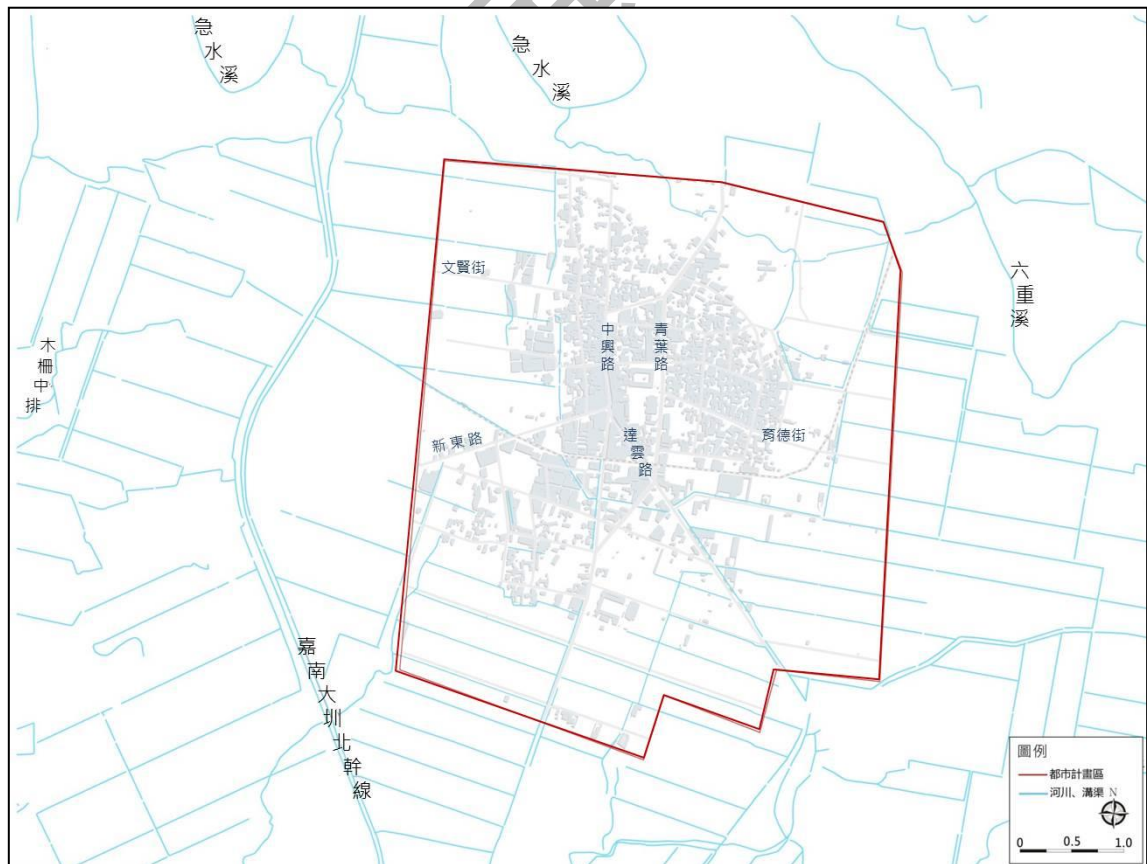 急水溪
急水溪
六重溪
文賢街
中興路
青葉路
木柵中排
新東路
達雲路
育德街
嘉南大圳北幹線
圖例
都市計畫區
河川、溝渠
N
0 0.5 1.0